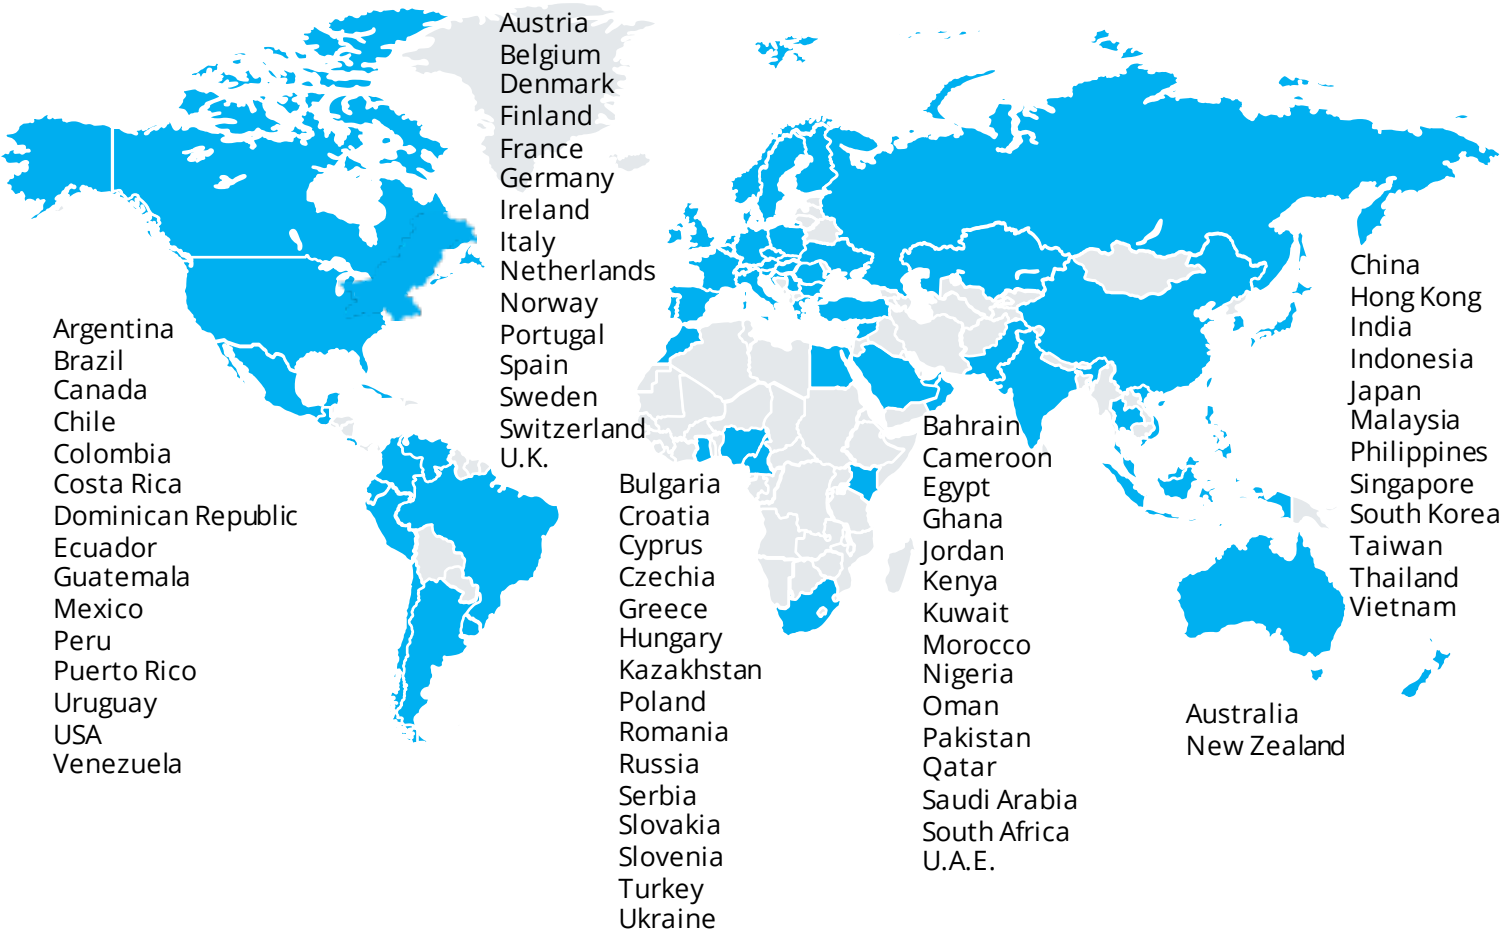 Argentina
Brazil
Canada
Chile
Colombia
Costa Rica
Dominican Republic
Ecuador
Guatemala
Mexico
Peru
Puerto Rico
Uruguay
USA
Venezuela
Austria
Belgium
Denmark
Finland
France
Germany
Ireland
Italy
Netherlands
Norway
Portugal
Spain
Sweden
Switzerland
U.K.
Bulgaria
Croatia
Cyprus
Czechia
Greece
Hungary
Kazakhstan
Poland
Romania
Russia
Serbia
Slovakia
Slovenia
Turkey
Ukraine
Bahrain
Cameroon
Egypt
Ghana
Jordan
Kenya
Kuwait
Morocco
Nigeria
Oman
Pakistan
Qatar
Saudi Arabia
South Africa
U.A.E.
China
Hong Kong
India
Indonesia
Japan
Malaysia
Philippines
Singapore
South Korea
Taiwan
Thailand
Vietnam
Australia
New Zealand